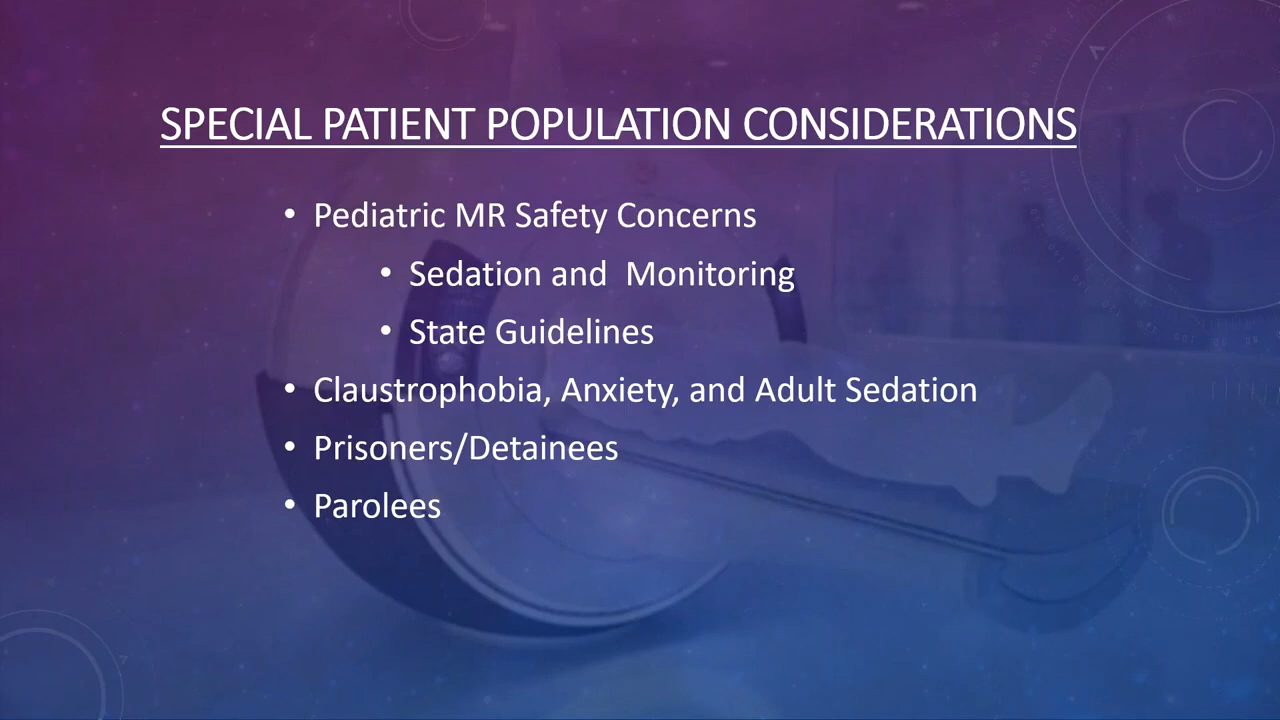 SPECIAL PATIENT POPULATION CONSIDERATIONS
• Pediatric MR Safety Concerns
• Sedation and  Monitoring
• State Guidelines
• Claustrophobia, Anxiety, and Adult Sedation
• Prisoners/Detainees
• Parolees